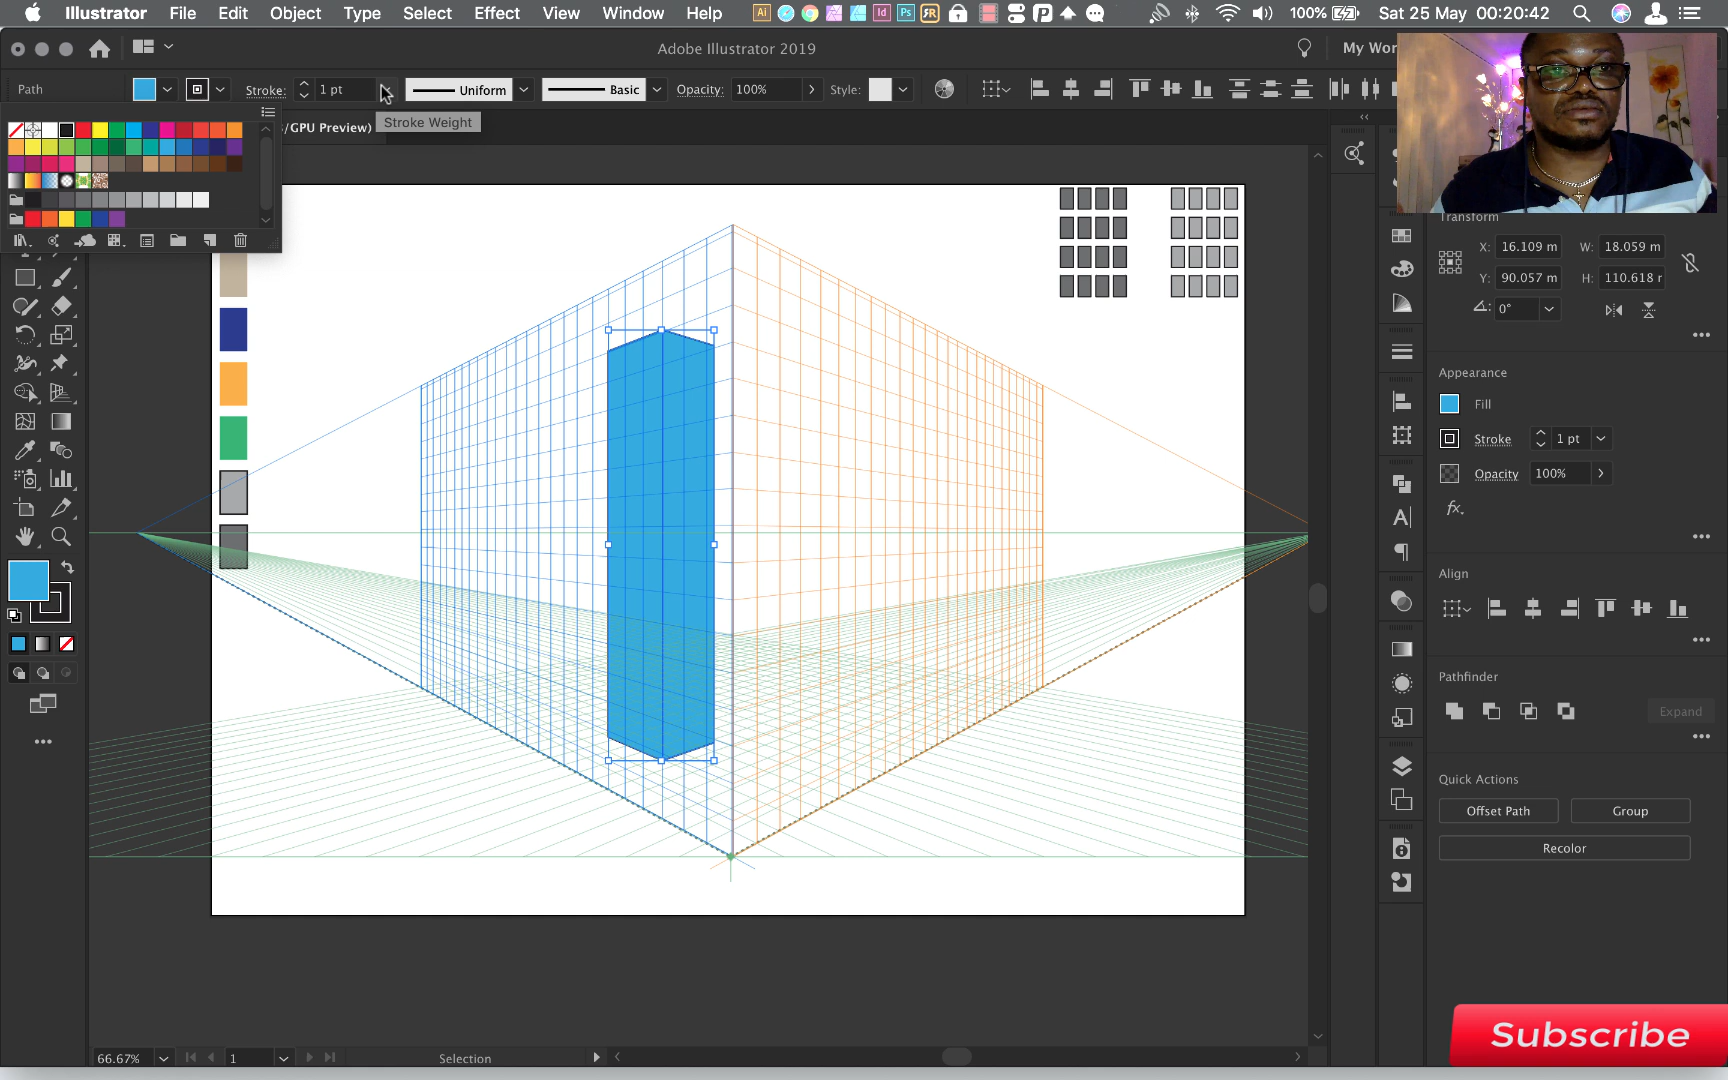 Illustrator File Edit Object Type Select Effect View Window Help Ai Id Ps 100% Sat 25 May 00:20:42
Adobe Illustrator 2019
My Wor
Path Stroke: 1 pt Uniform Basic Opacity: 100% Style:
Stroke Weight
/GPU Preview)
Transform
X: 16.109 m W: 18.059 m
Y: 90.057 m H: 110.618 r
0°
Appearance
Fill
Stroke 1 pt
Opacity 100%
fx.
Align
Pathfinder
Expand
Quick Actions
Offset Path Group
Recolor
Subscribe
66.67% 1 Selection